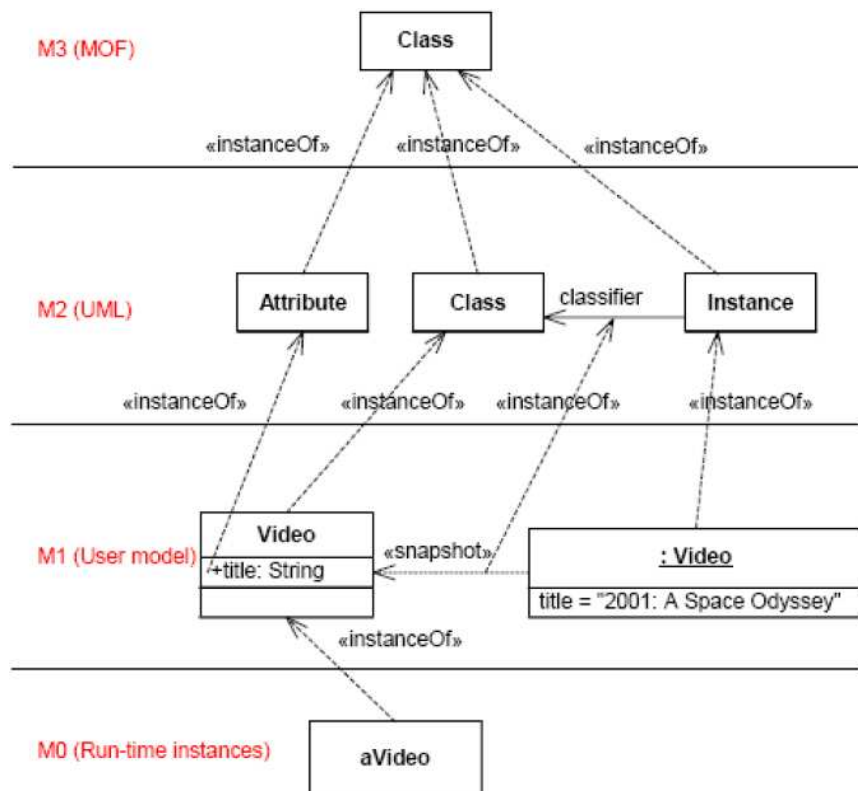 Class
M3 (MOF)
«instanceOf»
«instanceOf»
«instanceOf»
M2 (UML)
Attribute
Class
classifier
Instance
«instanceOf»
«instanceOf»
«instanceOf»
«instanceOf»
M1 (User model)
Video
+title: String
«snapshot»
: Video
title = "2001: A Space Odyssey"
«instanceOf»
M0 (Run-time instances)
aVideo